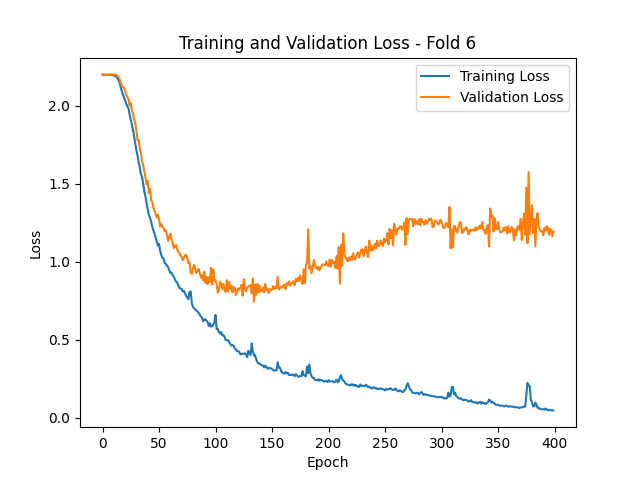 Training and Validation Loss - Fold 6
Training Loss
Validation Loss
2.0
1.5
1.0
0.5
0.0
Loss
0 50 100 150 200 250 300 350 400
Epoch